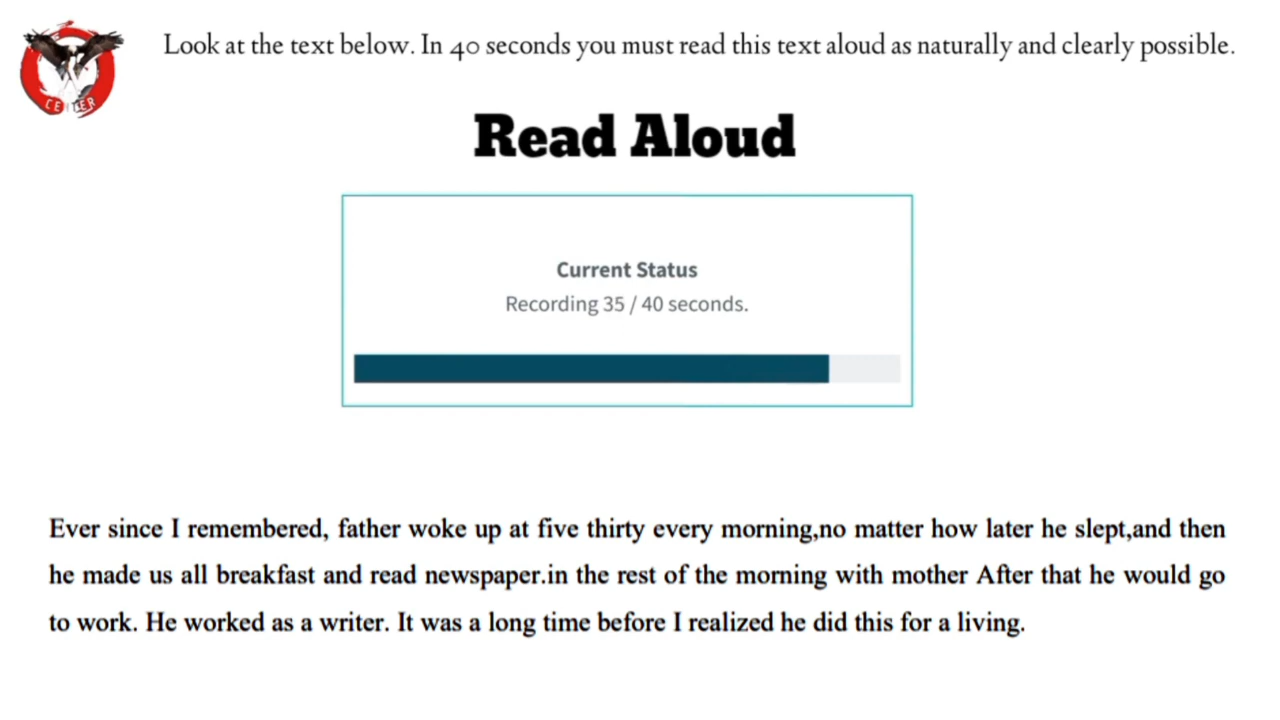 Look at the text below. In 40 seconds you must read this text aloud as naturally and clearly possible.
CENTER
Read Aloud
Current Status
Recording 35 / 40 seconds.
Ever since I remembered, father woke up at five thirty every morning,no matter how later he slept,and then
he made us all breakfast and read newspaper.in the rest of the morning with mother After that he would go
to work. He worked as a writer. It was a long time before I realized he did this for a living.